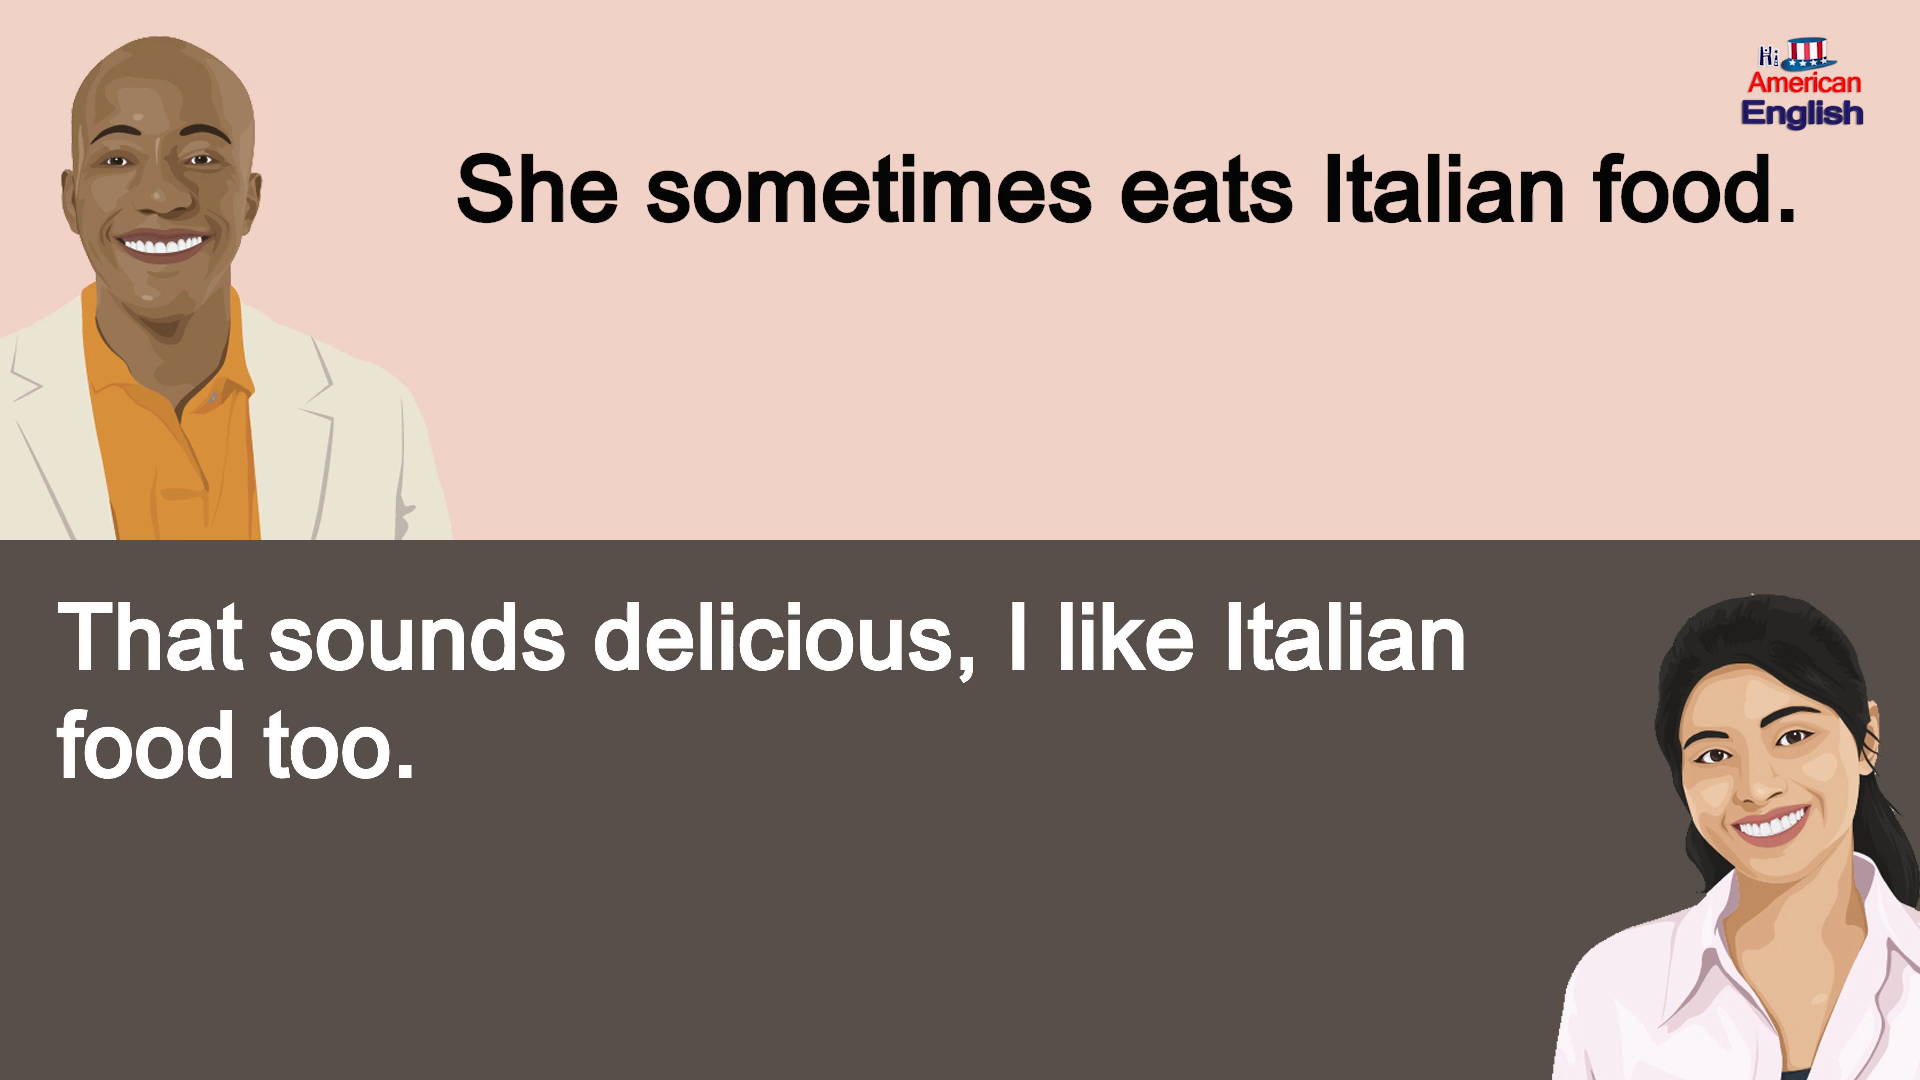 Hi
American
English
She sometimes eats Italian food.
That sounds delicious, I like Italian
food too.